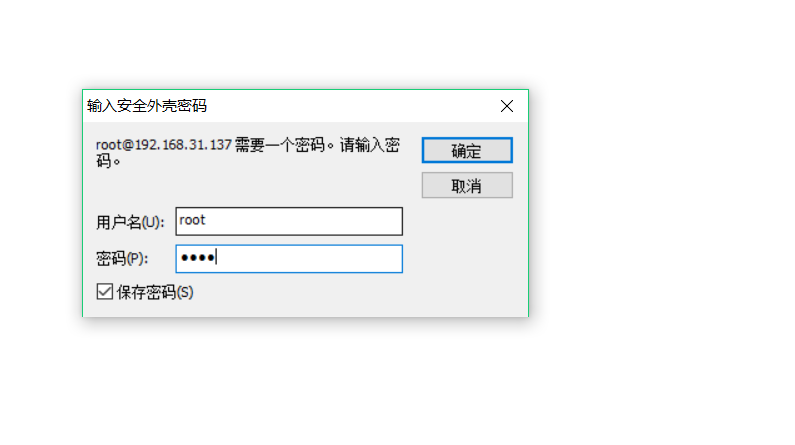 输入安全外壳密码
root@192.168.31.137 需要一个密码。请输入密
码。
确定
取消
用户名(U):
root
密码(P):
••••
保存密码(S)